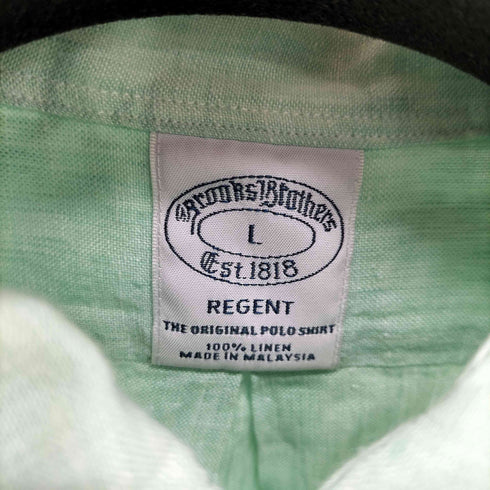 Brooks Brothers
L
Est. 1818
REGENT
THE ORIGINAL POLO SHIRT
100% LINEN
MADE IN MALAYSIA